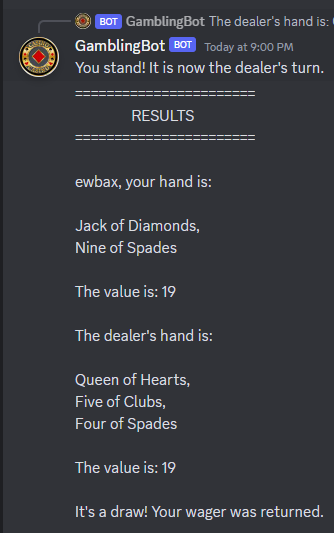 BOT GamblingBot The dealer's hand is:
GamblingBot BOT Today at 9:00 PM
You stand! It is now the dealer's turn.
=======================
RESULTS
=======================
ewbax, your hand is:
Jack of Diamonds,
Nine of Spades
The value is: 19
The dealer's hand is:
Queen of Hearts,
Five of Clubs,
Four of Spades
The value is: 19
It's a draw! Your wager was returned.